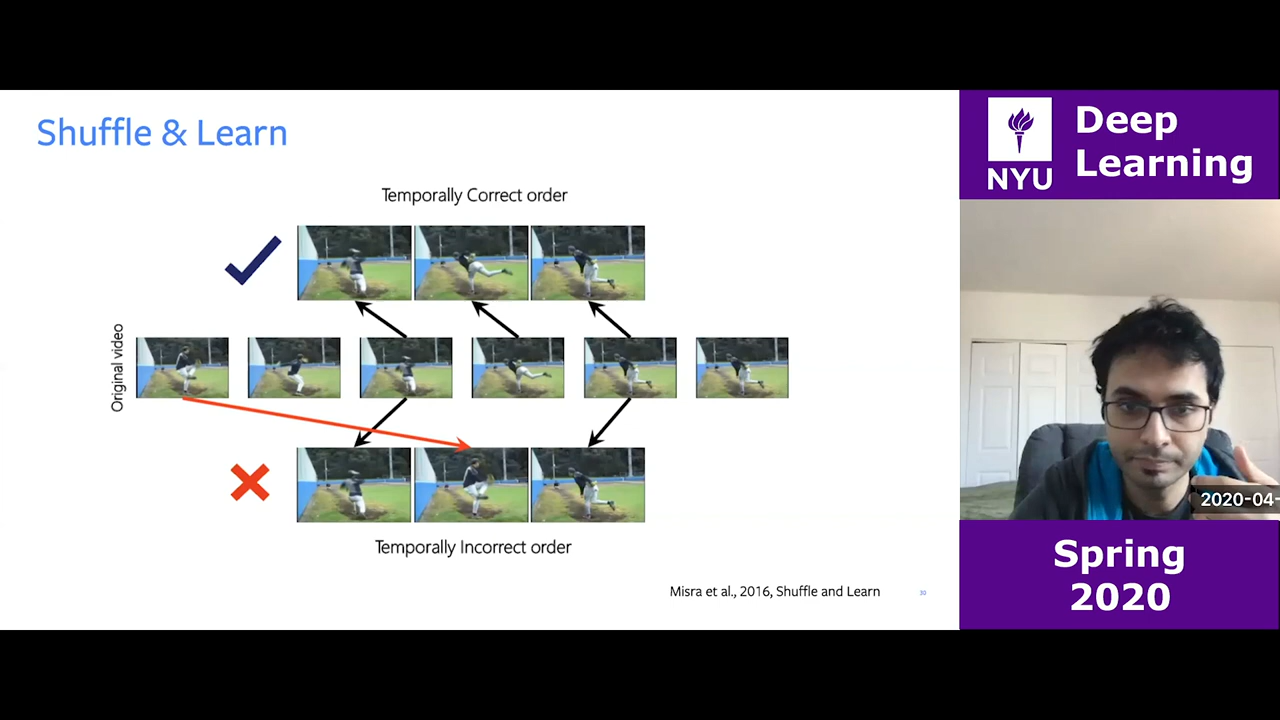 Shuffle & Learn
Temporally Correct order
Original video
Temporally Incorrect order
Misra et al., 2016, Shuffle and Learn
30
NYU
Deep
Learning
2020-04-
Spring
2020